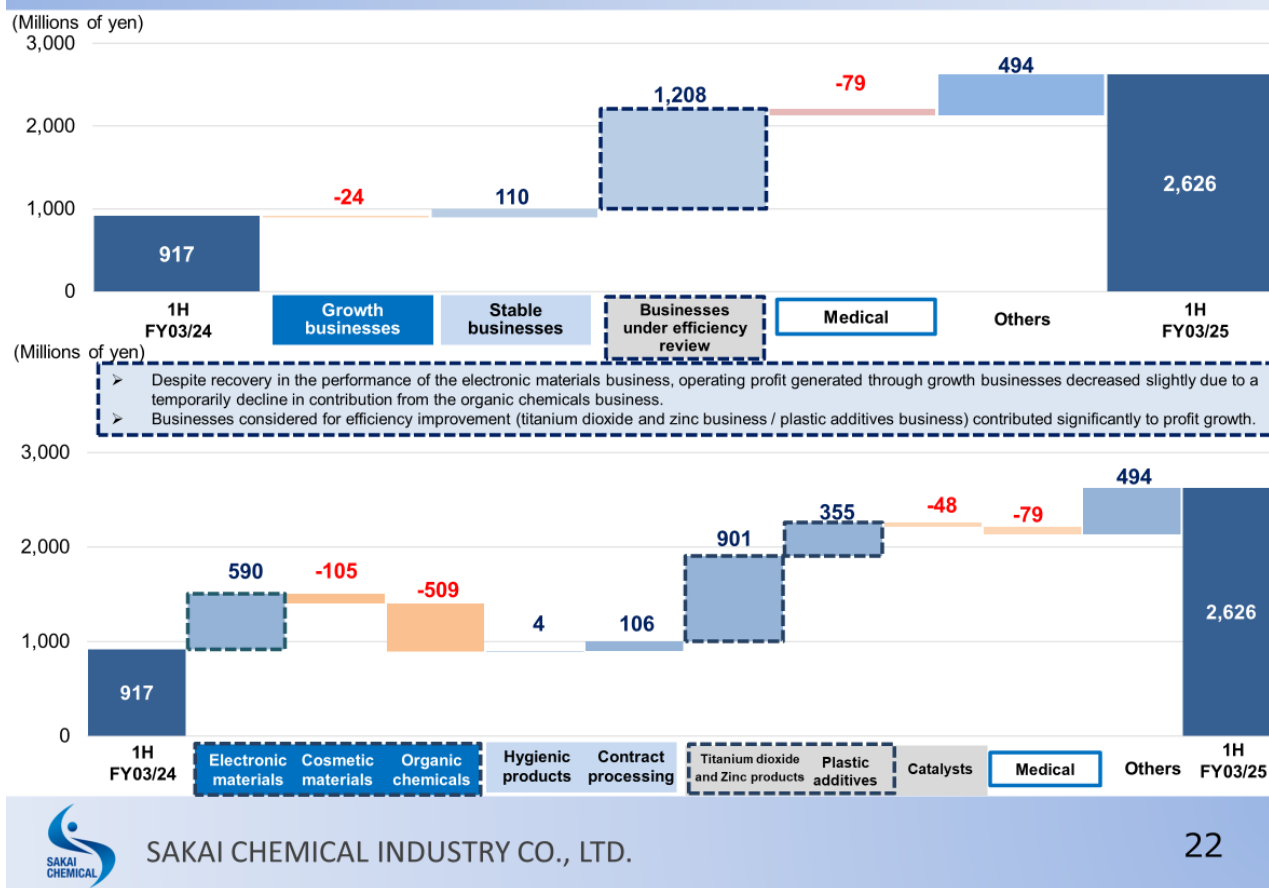 (Millions of yen)
3,000
2,000
1,000
0
917
-24
110
1,208
-79
494
2,626
1H
FY03/24
Growth
businesses
Stable
businesses
Businesses
under efficiency
review
Medical
Others
1H
FY03/25
(Millions of yen)
➢ Despite recovery in the performance of the electronic materials business, operating profit generated through growth businesses decreased slightly due to a
temporarily decline in contribution from the organic chemicals business.
➢ Businesses considered for efficiency improvement (titanium dioxide and zinc business / plastic additives business) contributed significantly to profit growth.
3,000
2,000
1,000
0
917
590
-105
-509
4
106
901
355
-48
-79
494
2,626
1H
FY03/24
Electronic
materials
Cosmetic
materials
Organic
chemicals
Hygienic
products
Contract
processing
Titanium dioxide
and Zinc products
Plastic
additives
Catalysts
Medical
Others
1H
FY03/25
SAKAI
CHEMICAL
SAKAI CHEMICAL INDUSTRY CO., LTD.
22